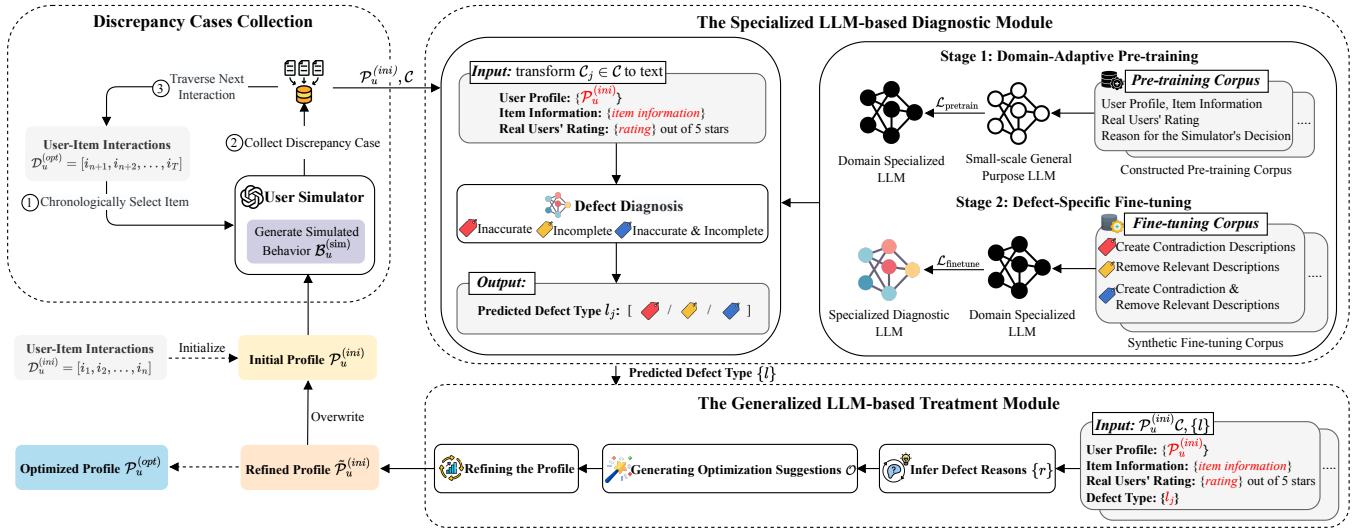 Discrepancy Cases Collection
③ Traverse Next
Interaction
User-Item Interactions
𝒟_u^{(opt)} = [i_{n+1}, i_{n+2}, …, i_T]
② Collect Discrepancy
Case
① Chronologically Select Item
User Simulator
Generate Simulated
Behavior ℬ_u^{(sim)}
𝒫_u^{(ini)}, 𝒞
User-Item Interactions
𝒟_u^{(ini)} = [i_1, i_2, …, i_n]
Initialize
Initial Profile 𝒫_u^{(ini)}
Overwrite
Optimized Profile 𝒫_u^{(opt)}
Refined Profile 𝒫̃_u^{(ini)}
The Specialized LLM-based Diagnostic Module
Input: transform 𝒞_j ∈ 𝒞 to text
User Profile: {𝒫_u^{(ini)}}
Item Information: {item information}
Real Users' Rating: {rating} out of 5 stars
Defect Diagnosis
Inaccurate Incomplete Inaccurate & Incomplete
Output:
Predicted Defect Type l_j: [ / / ]
Stage 1: Domain-Adaptive Pre-training
Domain Specialized
LLM
ℒ_pretrain
Small-scale General
Purpose LLM
Pre-training Corpus
User Profile, Item Information
Real Users' Rating
Reason for the Simulator's Decision
....
Constructed Pre-training Corpus
Stage 2: Defect-Specific Fine-tuning
Specialized Diagnostic
LLM
ℒ_finetune
Domain Specialized
LLM
Fine-tuning Corpus
Create Contradiction Descriptions
Remove Relevant Descriptions
Create Contradiction &
Remove Relevant Descriptions
....
Synthetic Fine-tuning Corpus
Predicted Defect Type {l}
The Generalized LLM-based Treatment Module
Refining the Profile
Generating Optimization Suggestions 𝒪
Infer Defect Reasons {r}
Input: 𝒫_u^{(ini)} 𝒞, {l}
User Profile: {𝒫_u^{(ini)}}
Item Information: {item information}
Real Users' Rating: {rating} out of 5 stars
Defect Type: {l_j}
....